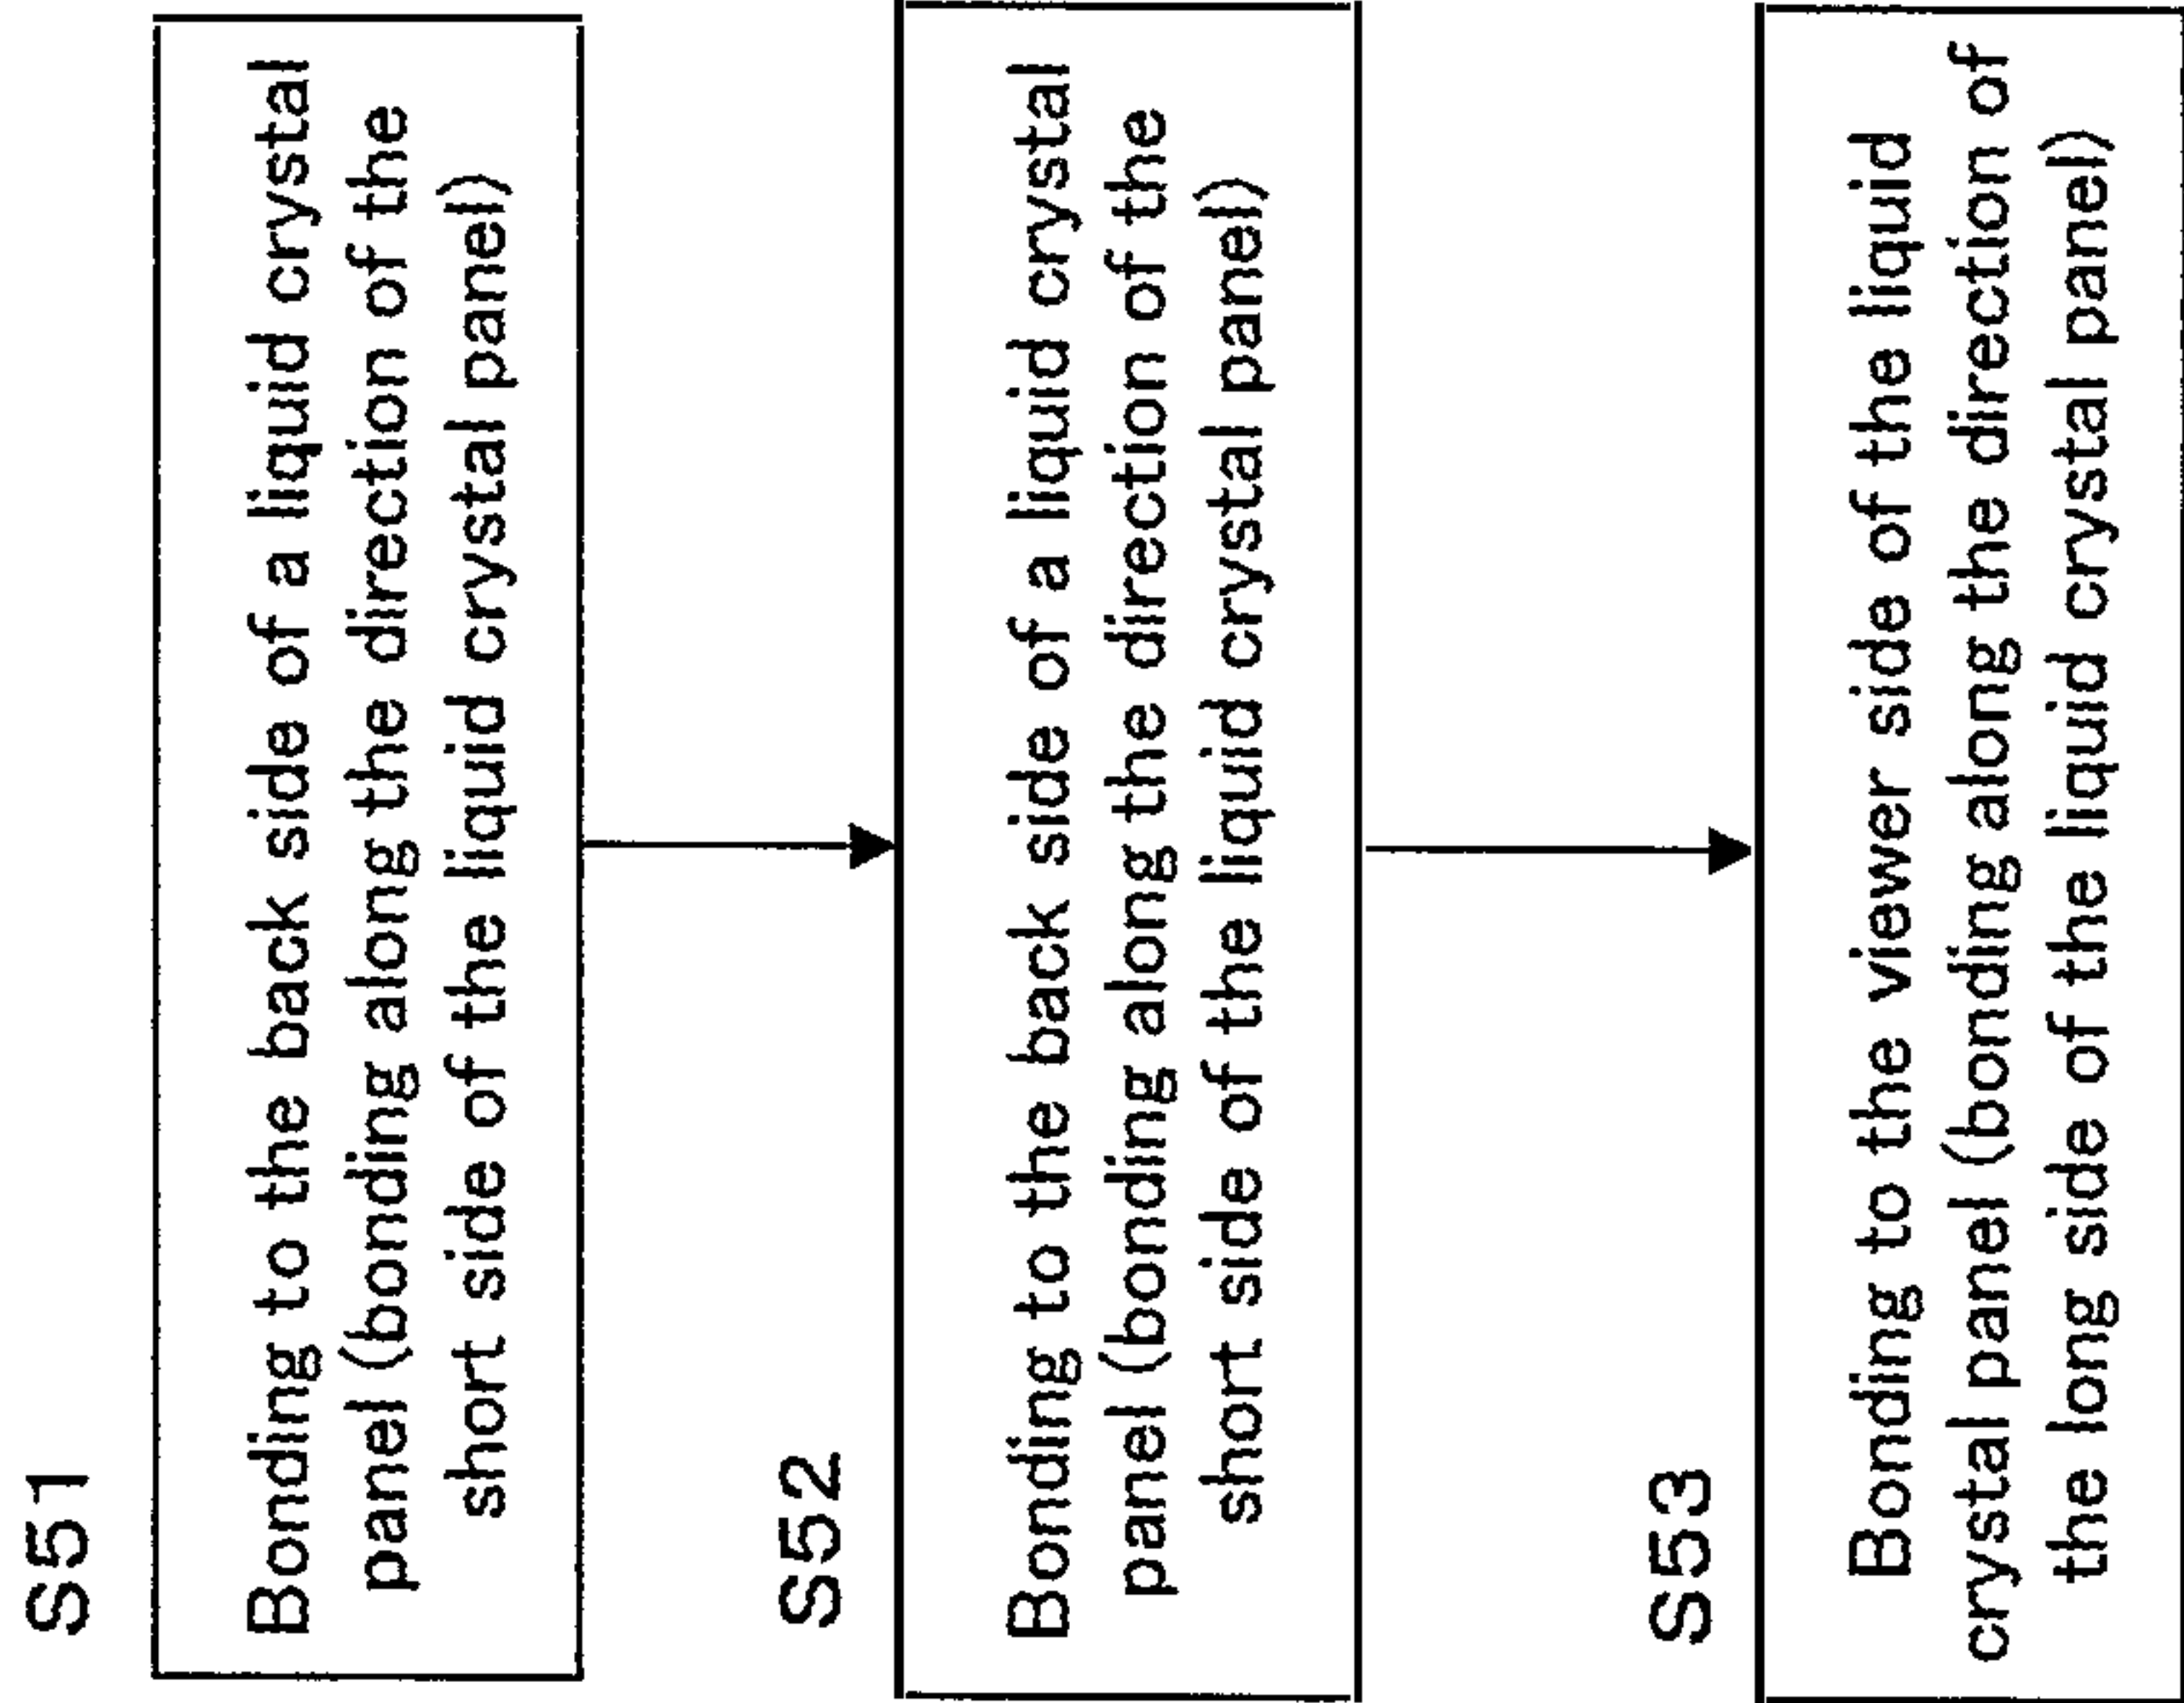 S51
Bonding to the back side of a liquid crystal
panel (bonding along the direction of the
short side of the liquid crystal panel)
S52
Bonding to the back side of a liquid crystal
panel (bonding along the direction of the
short side of the liquid crystal panel)
S53
Bonding to the viewer side of the liquid
crystal panel (bonding along the direction of
the long side of the liquid crystal panel)